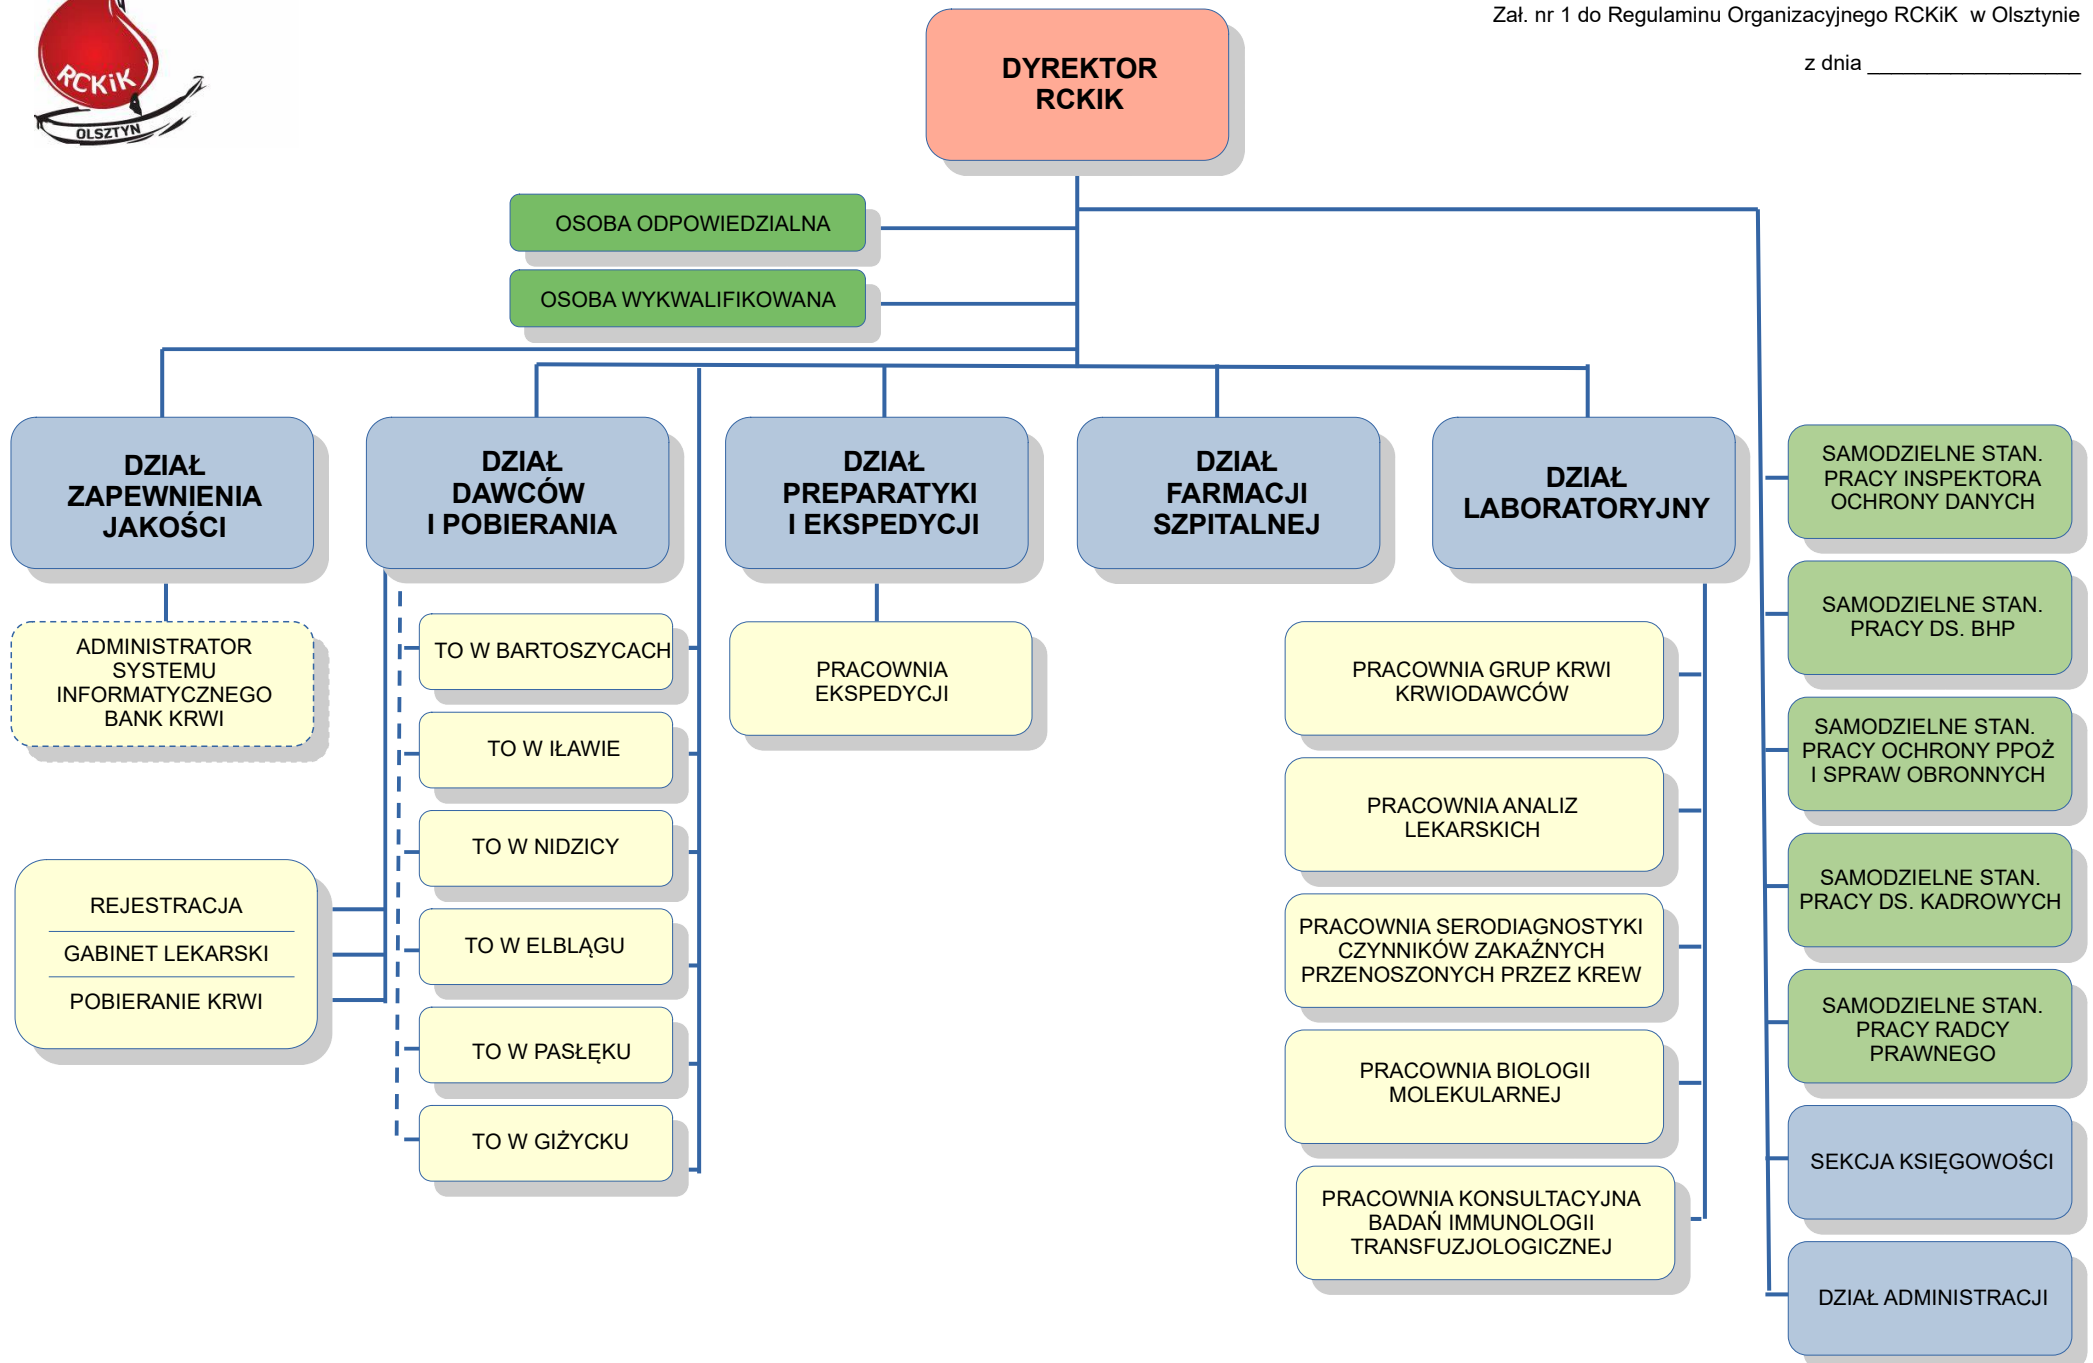 RCKiK
OLSZTYN
Zał. nr 1 do Regulaminu Organizacyjnego RCKiK w Olsztynie
z dnia __________________
DYREKTOR
RCKIK
OSOBA ODPOWIEDZIALNA
OSOBA WYKWALIFIKOWANA
DZIAŁ
ZAPEWNIENIA
JAKOŚCI
DZIAŁ
DAWCÓW
I POBIERANIA
DZIAŁ
PREPARATYKI
I EKSPEDYCJI
DZIAŁ
FARMACJI
SZPITALNEJ
DZIAŁ
LABORATORYJNY
ADMINISTRATOR
SYSTEMU
INFORMATYCZNEGO
BANK KRWI
REJESTRACJA
GABINET LEKARSKI
POBIERANIE KRWI
TO W BARTOSZYCACH
TO W IŁAWIE
TO W NIDZICY
TO W ELBLĄGU
TO W PASŁĘKU
TO W GIŻYCKU
PRACOWNIA
EKSPEDYCJI
PRACOWNIA GRUP KRWI
KRWIODAWCÓW
PRACOWNIA ANALIZ
LEKARSKICH
PRACOWNIA SERODIAGNOSTYKI
CZYNNIKÓW ZAKAŹNYCH
PRZENOSZONYCH PRZEZ KREW
PRACOWNIA BIOLOGII
MOLEKULARNEJ
PRACOWNIA KONSULTACYJNA
BADAŃ IMMUNOLOGII
TRANSFUZJOLOGICZNEJ
SAMODZIELNE STAN.
PRACY INSPEKTORA
OCHRONY DANYCH
SAMODZIELNE STAN.
PRACY DS. BHP
SAMODZIELNE STAN.
PRACY OCHRONY PPOŻ
I SPRAW OBRONNYCH
SAMODZIELNE STAN.
PRACY DS. KADROWYCH
SAMODZIELNE STAN.
PRACY RADCY
PRAWNEGO
SEKCJA KSIĘGOWOŚCI
DZIAŁ ADMINISTRACJI